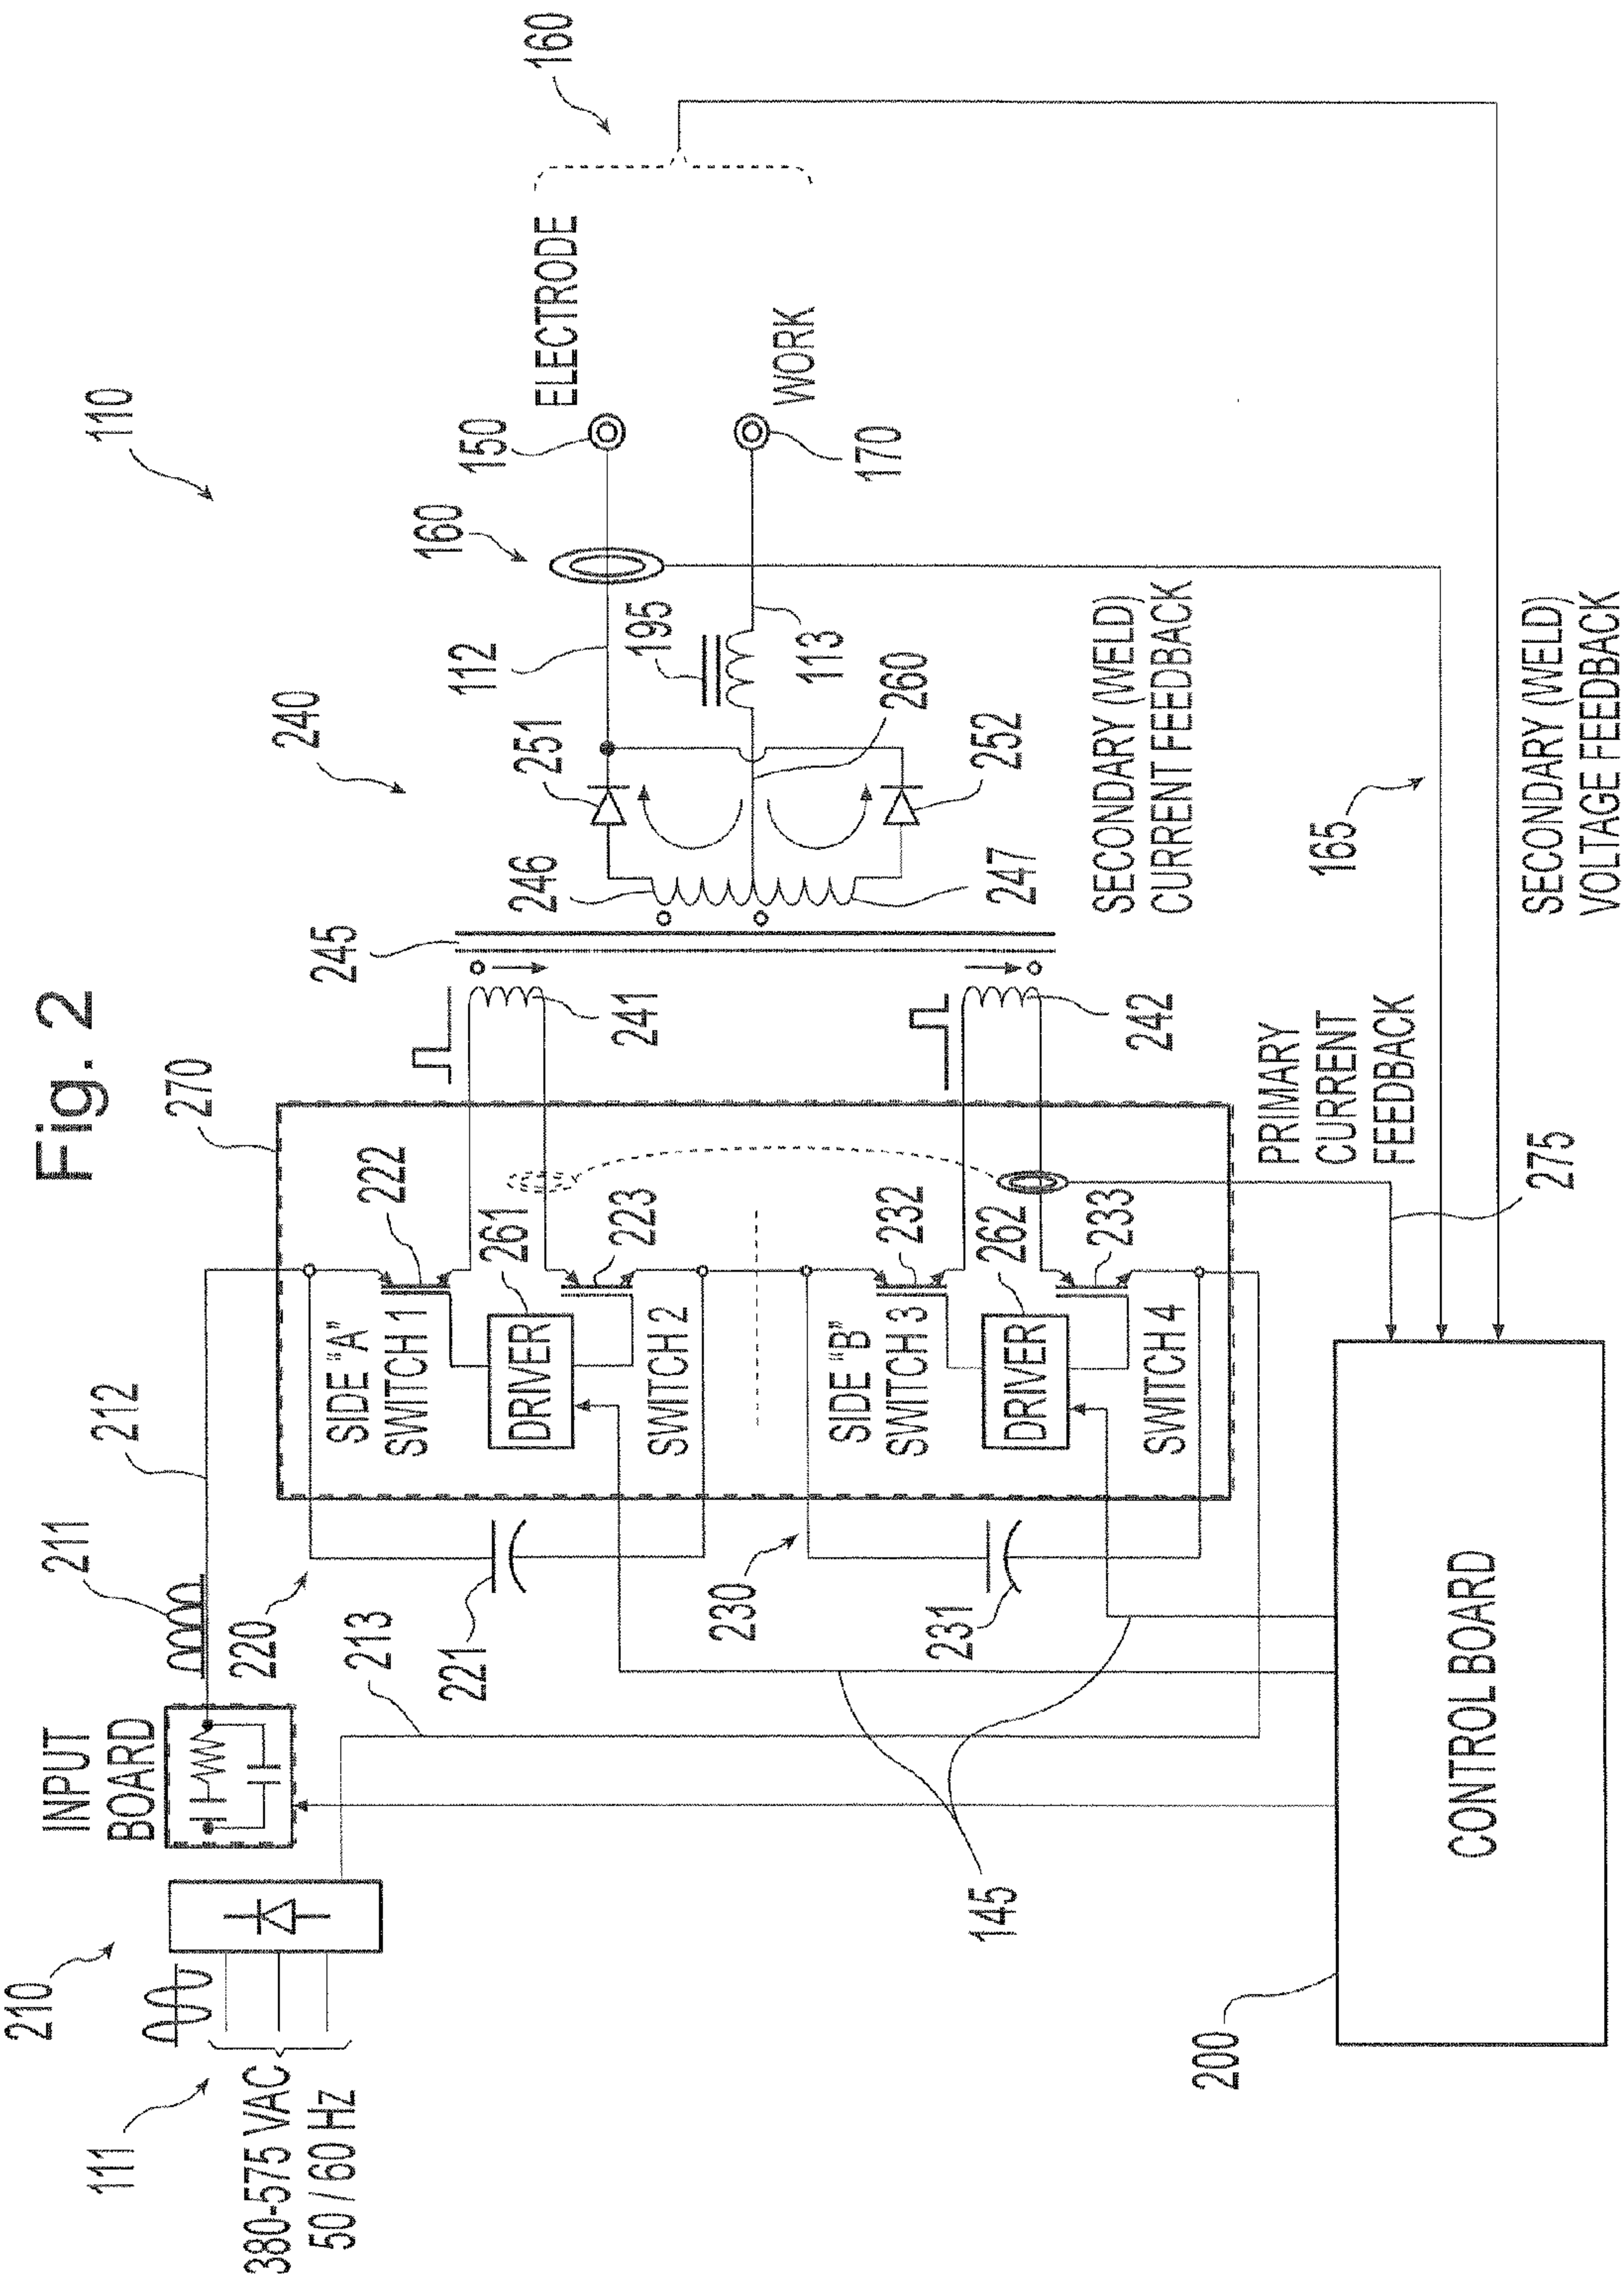 Fig. 2
110
240
160
160
150
ELECTRODE
WORK
170
112
195
113
260
251
252
246
247
245
241
242
270
222
261
223
232
262
233
SIDE "A"
SWITCH 1
DRIVER
SWITCH 2
SIDE "B"
SWITCH 3
DRIVER
SWITCH 4
212
211
INPUT
BOARD
220
213
221
230
231
210
111
380-575 VAC
50 / 60 Hz
145
200
CONTROL BOARD
PRIMARY
CURRENT
FEEDBACK
275
SECONDARY (WELD)
CURRENT FEEDBACK
165
SECONDARY (WELD)
VOLTAGE FEEDBACK